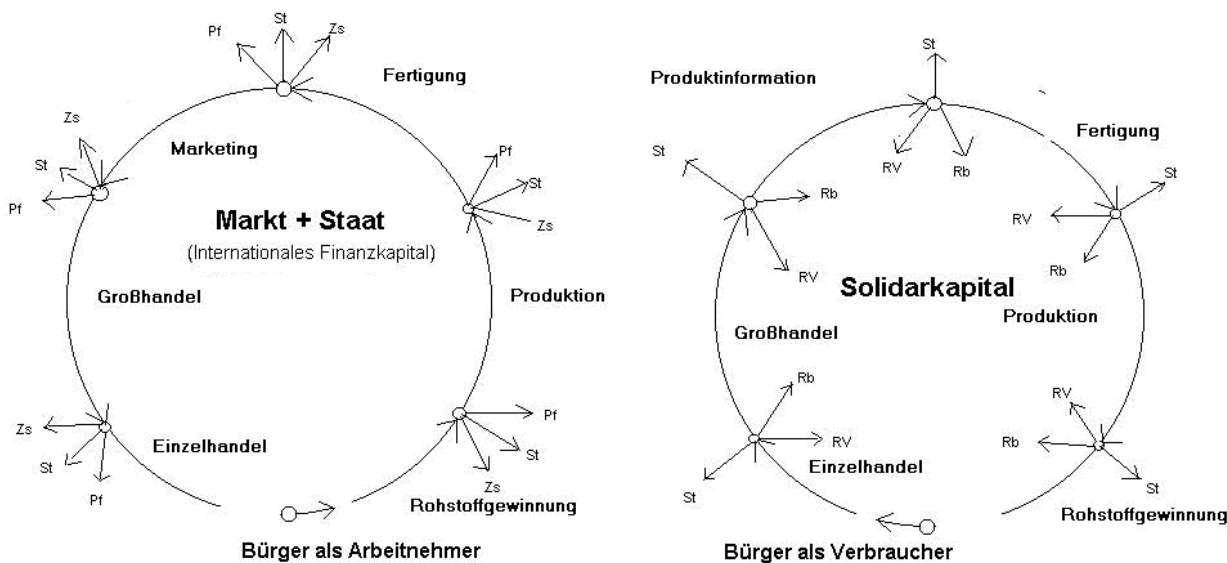 St
Pf
Zs
Fertigung
Zs
St
Pf
Marketing
Pf
St
Zs
Markt + Staat
(Internationales Finanzkapital)
Großhandel
Produktion
Zs
St
Pf
Einzelhandel
Pf
St
Zs
Rohstoffgewinnung
Bürger als Arbeitnehmer
St
Produktinformation
RV
Rb
Fertigung
St
Rb
RV
St
RV
Rb
Solidarkapital
Großhandel
Produktion
Rb
RV
St
Einzelhandel
RV
Rb
St
Rohstoffgewinnung
Bürger als Verbraucher